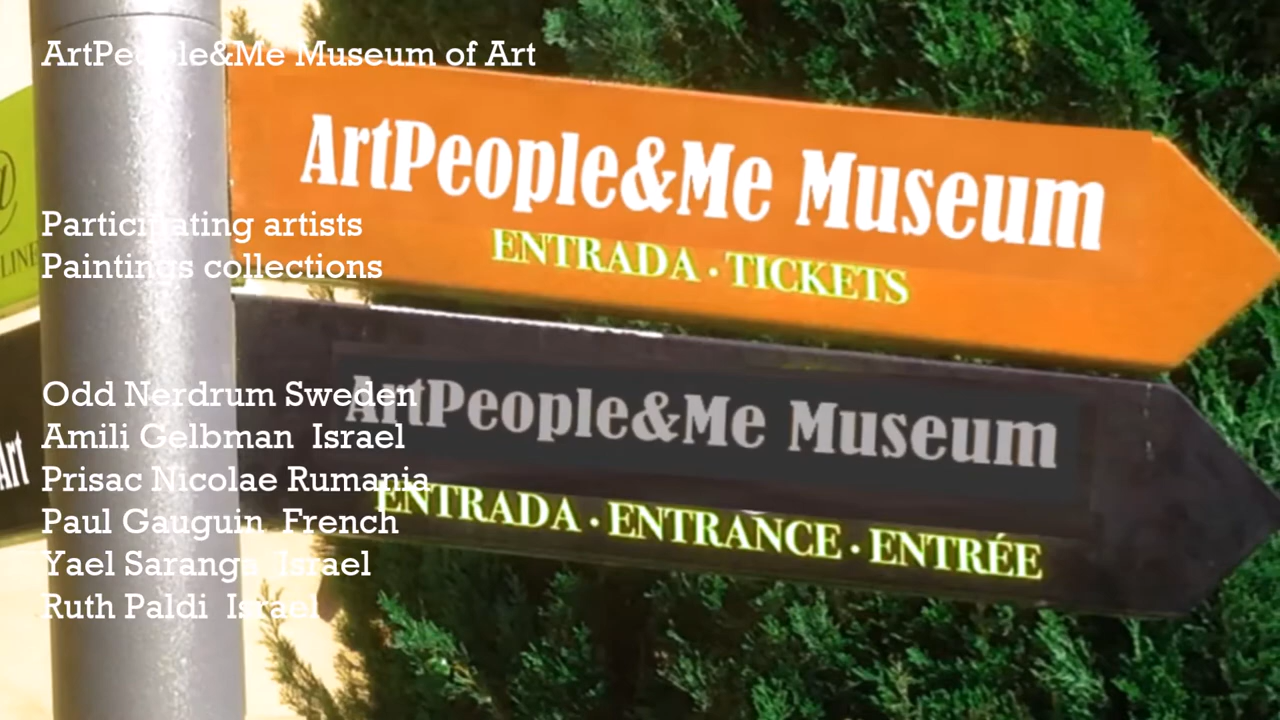 ArtPeople&Me Museum of Art
ArtPeople&Me Museum
ENTRADA · TICKETS
Participating artists
Paintings collections
ArtPeople&Me Museum
ENTRADA · ENTRANCE · ENTRÉE
Odd Nerdrum Sweden
Amili Gelbman Israel
Prisac Nicolae Rumania
Paul Gauguin French
Yael Saranga Israel
Ruth Paldi Israel
LINE
Art